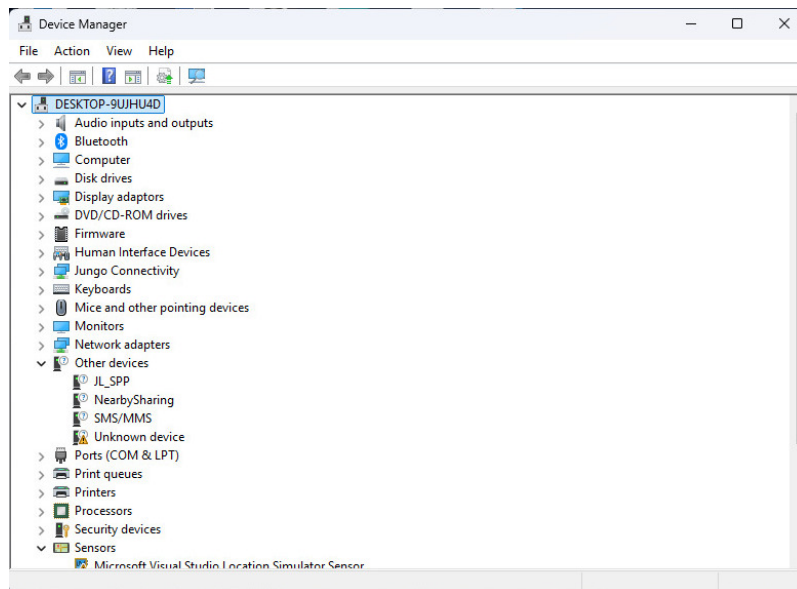 Device Manager
File Action View Help
DESKTOP-9UJHU4D
Audio inputs and outputs
Bluetooth
Computer
Disk drives
Display adaptors
DVD/CD-ROM drives
Firmware
Human Interface Devices
Jungo Connectivity
Keyboards
Mice and other pointing devices
Monitors
Network adapters
Other devices
JL_SPP
NearbySharing
SMS/MMS
Unknown device
Ports (COM & LPT)
Print queues
Printers
Processors
Security devices
Sensors
Microsoft Visual Studio Location Simulator Sensor